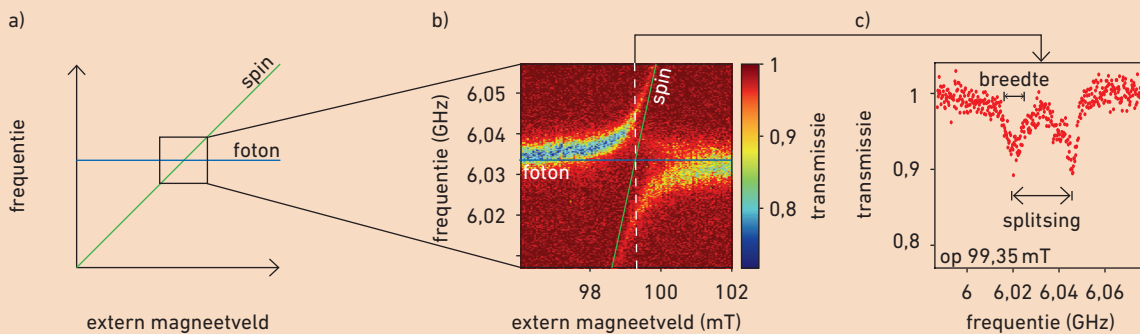 a)
frequentie
spin
foton
extern magneetveld
b)
frequentie (GHz)
6,05
6,04
6,03
6,02
foton
spin
98 100 102
extern magneetveld (mT)
1
0,9
0,8
transmissie
c)
transmissie
1
0,9
0,8
breedte
splitsing
op 99,35 mT
6 6,02 6,04 6,06
frequentie (GHz)